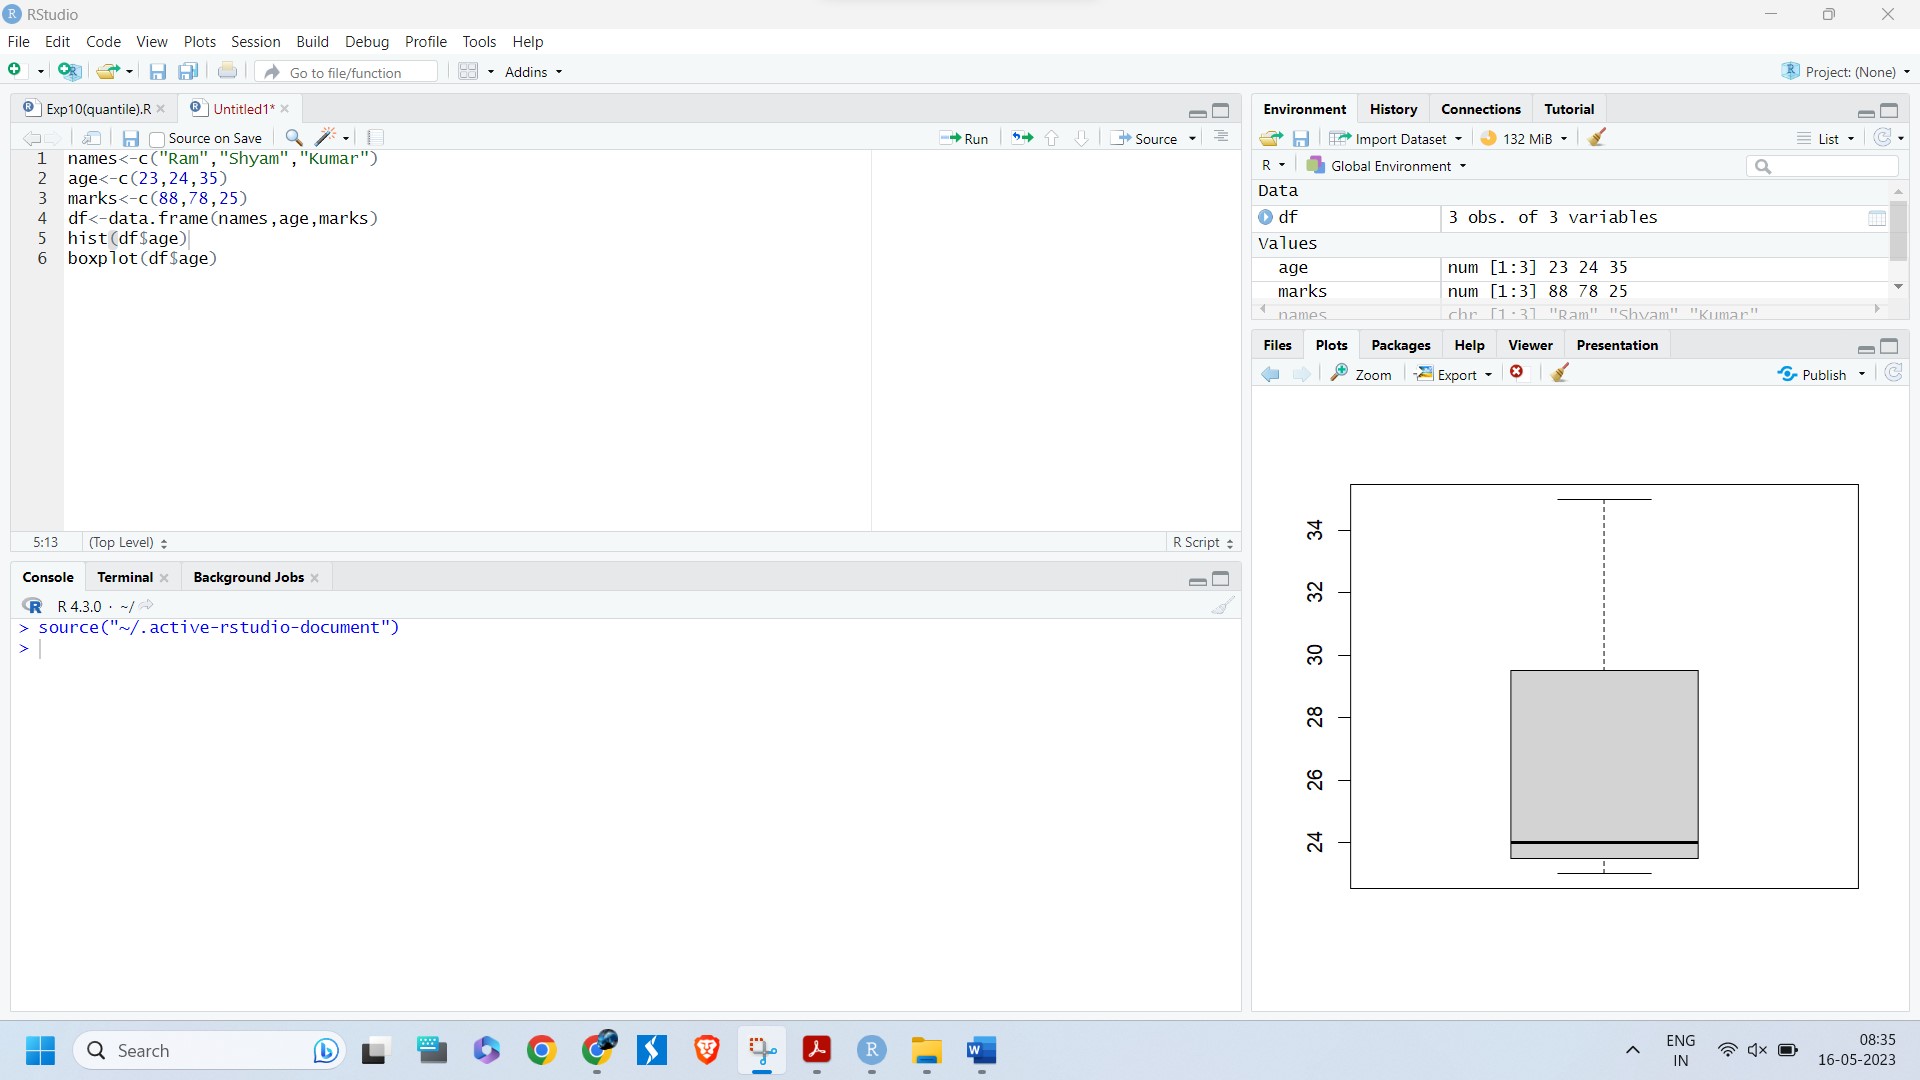 RStudio
File Edit Code View Plots Session Build Debug Profile Tools Help
Go to file/function Addins Project: (None)
Exp10(quantile).R Untitled1*
Source on Save Run Source
1 names<-c("Ram","Shyam","Kumar")
2 age<-c(23,24,35)
3 marks<-c(88,78,25)
4 df<-data.frame(names,age,marks)
5 hist(df$age)
6 boxplot(df$age)
5:13 (Top Level) R Script
Console Terminal Background Jobs
R 4.3.0 · ~/
> source("~/.active-rstudio-document")
>
Environment History Connections Tutorial
Import Dataset 132 MiB List
R Global Environment
Data
df 3 obs. of 3 variables
Values
age num [1:3] 23 24 35
marks num [1:3] 88 78 25
names chr [1:3] "Ram" "Shyam" "Kumar"
Files Plots Packages Help Viewer Presentation
Zoom Export Publish
34
32
30
28
26
24
Search
ENG
IN
08:35
16-05-2023